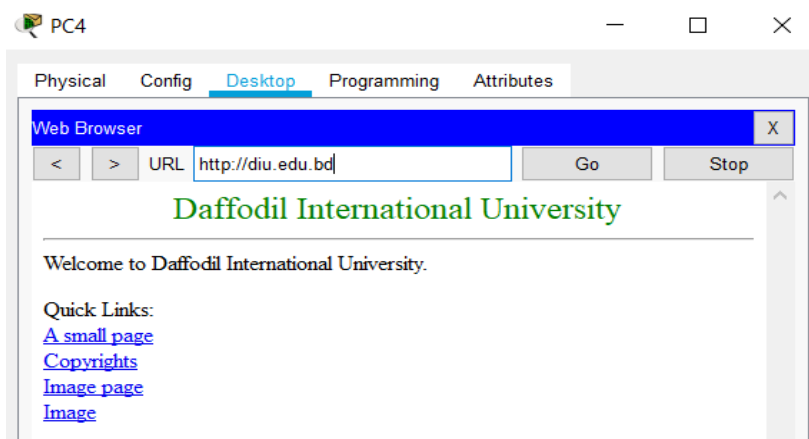 PC4
Physical Config Desktop Programming Attributes
Web Browser X
< > URL http://diu.edu.bd Go Stop
Daffodil International University
Welcome to Daffodil International University.
Quick Links:
A small page
Copyrights
Image page
Image